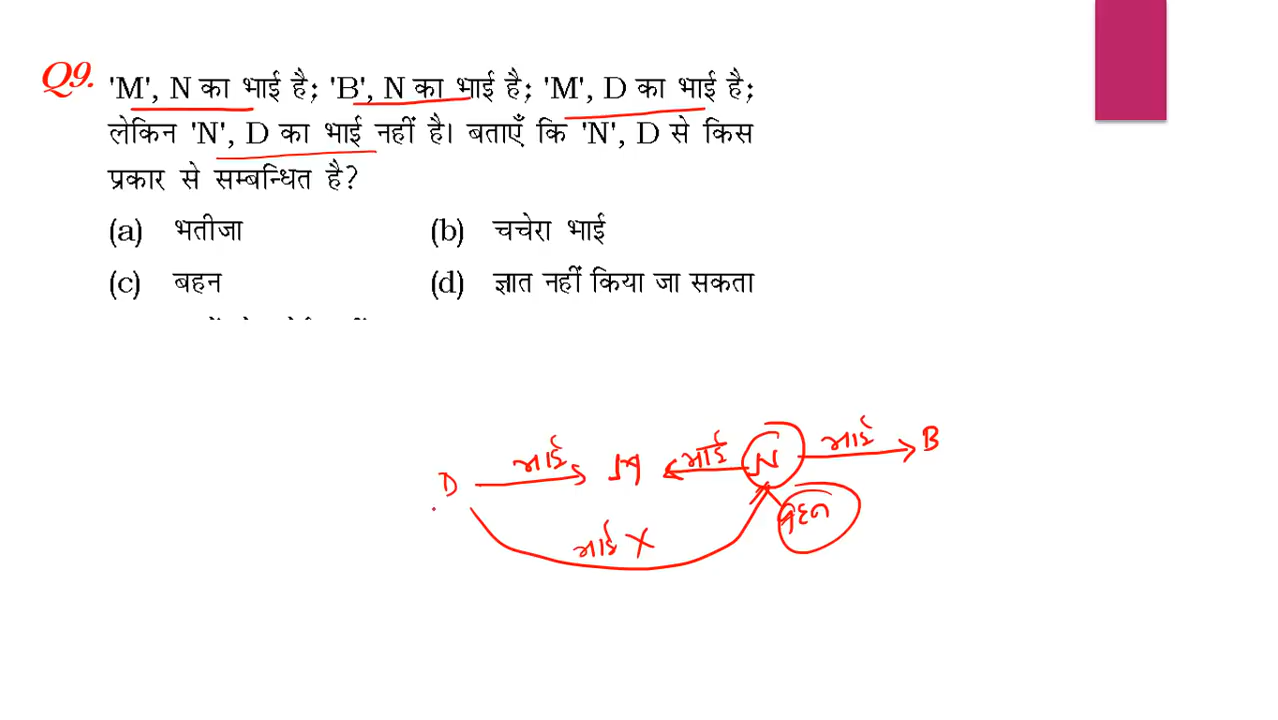 Q9. 'M', N का भाई है; 'B', N का भाई है; 'M', D का भाई है;
लेकिन 'N', D का भाई नहीं है। बताएँ कि 'N', D से किस
प्रकार से सम्बन्धित है?
(a) भतीजा (b) चचेरा भाई
(c) बहन (d) ज्ञात नहीं किया जा सकता
D भाई M भाई N भाई B
भाई X बहन